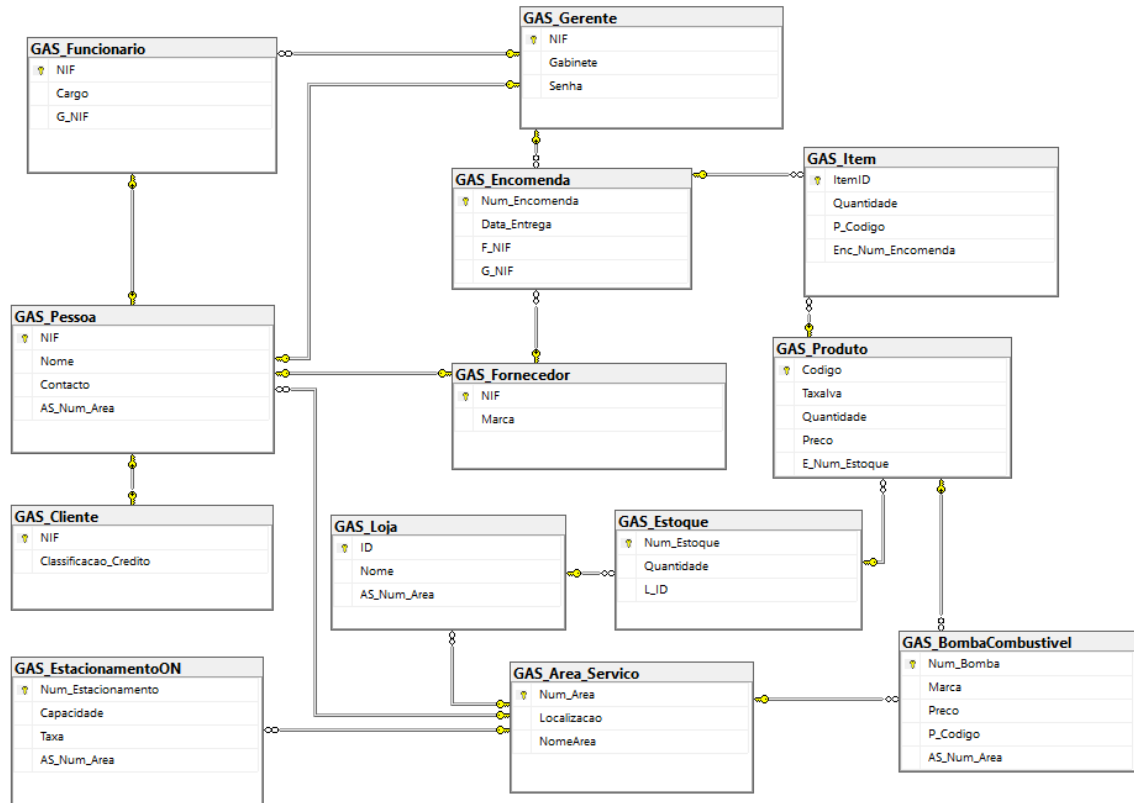 GAS_Gerente
NIF
Gabinete
Senha
GAS_Funcionario
NIF
Cargo
G_NIF
GAS_Encomenda
Num_Encomenda
Data_Entrega
F_NIF
G_NIF
GAS_Item
ItemID
Quantidade
P_Codigo
Enc_Num_Encomenda
GAS_Pessoa
NIF
Nome
Contacto
AS_Num_Area
GAS_Fornecedor
NIF
Marca
GAS_Produto
Codigo
TaxaIva
Quantidade
Preco
E_Num_Estoque
GAS_Cliente
NIF
Classificacao_Credito
GAS_Loja
ID
Nome
AS_Num_Area
GAS_Estoque
Num_Estoque
Quantidade
L_ID
GAS_BombaCombustivel
Num_Bomba
Marca
Preco
P_Codigo
AS_Num_Area
GAS_EstacionamentoON
Num_Estacionamento
Capacidade
Taxa
AS_Num_Area
GAS_Area_Servico
Num_Area
Localizacao
NomeArea